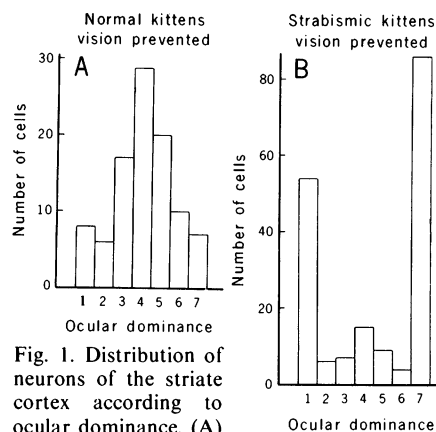 Normal kittens
vision prevented
A
Number of cells
30
20
10
0
1 2 3 4 5 6 7
Ocular dominance
Strabismic kittens
vision prevented
B
Number of cells
80
60
40
20
0
1 2 3 4 5 6 7
Ocular dominance
Fig. 1. Distribution of
neurons of the striate
cortex according to
ocular dominance. (A)